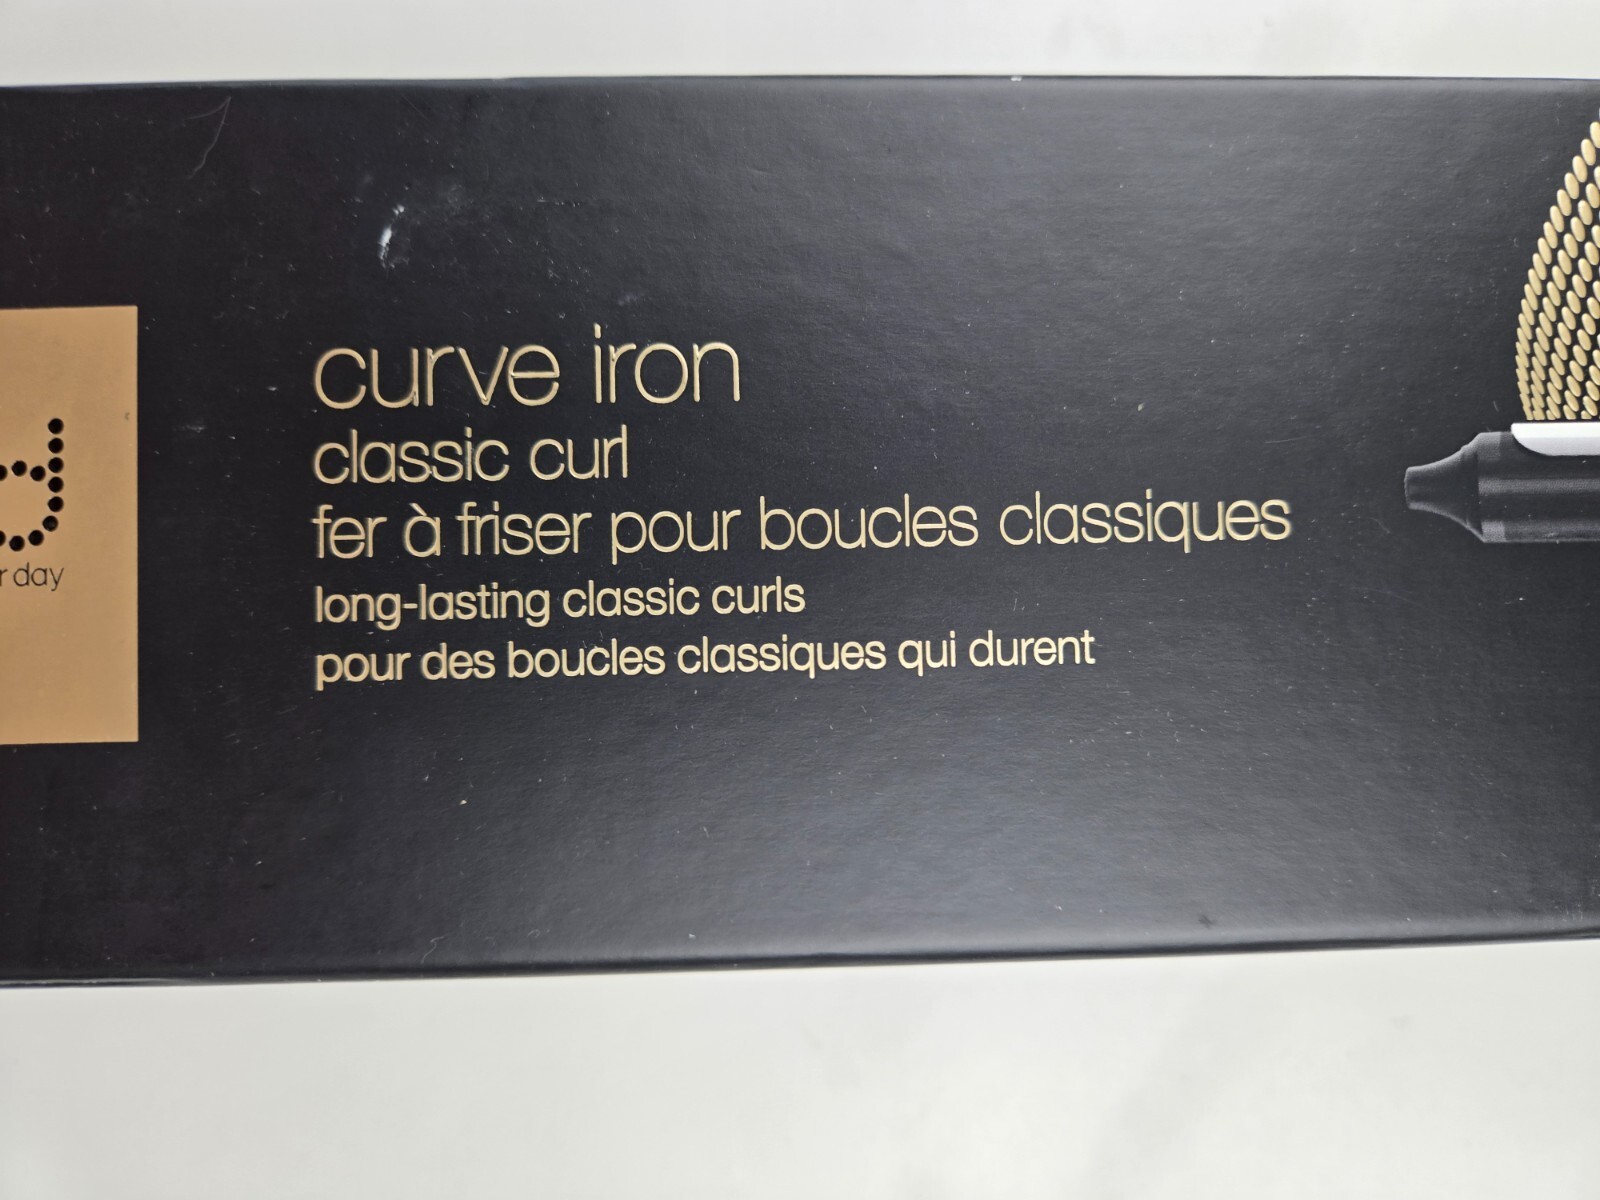 d
r day
curve iron
classic curl
fer à friser pour boucles classiques
long-lasting classic curls
pour des boucles classiques qui durent